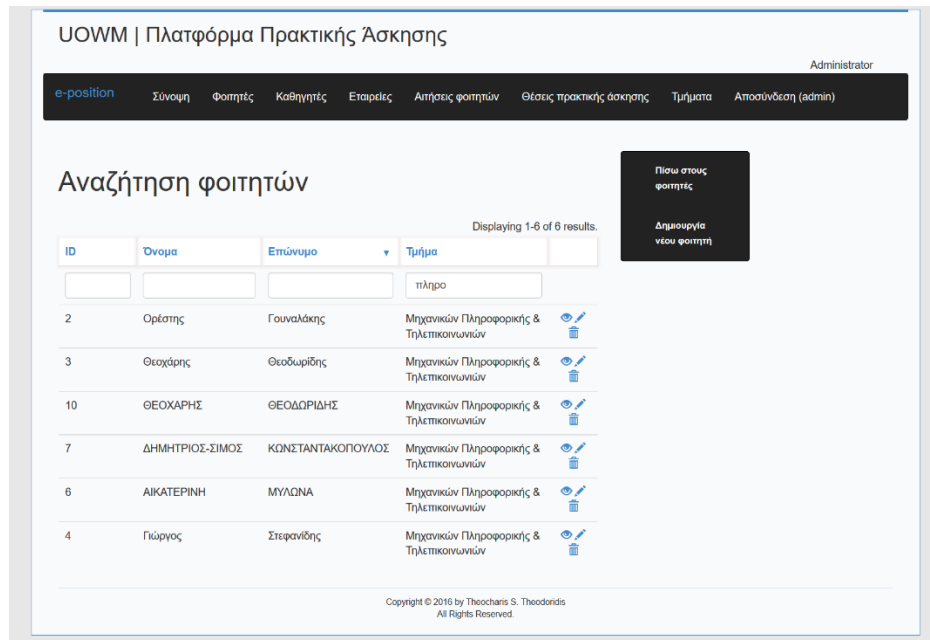 UOWM | Πλατφόρμα Πρακτικής Άσκησης
Administrator
e-position Σύνοψη Φοιτητές Καθηγητές Εταιρείες Αιτήσεις φοιτητών Θέσεις πρακτικής άσκησης Τμήματα Αποσύνδεση (admin)
Πίσω στους
φοιτητές
Δημιουργία
νέου φοιτητή
Αναζήτηση φοιτητών
Displaying 1-6 of 6 results.
ID Όνομα Επώνυμο ▼ Τμήμα
πληρο
2 Ορέστης Γουναλάκης Μηχανικών Πληροφορικής &
Τηλεπικοινωνιών
3 Θεοχάρης Θεοδωρίδης Μηχανικών Πληροφορικής &
Τηλεπικοινωνιών
10 ΘΕΟΧΑΡΗΣ ΘΕΟΔΩΡΙΔΗΣ Μηχανικών Πληροφορικής &
Τηλεπικοινωνιών
7 ΔΗΜΗΤΡΙΟΣ-ΣΙΜΟΣ ΚΩΝΣΤΑΝΤΑΚΟΠΟΥΛΟΣ Μηχανικών Πληροφορικής &
Τηλεπικοινωνιών
6 ΑΙΚΑΤΕΡΙΝΗ ΜΥΛΩΝΑ Μηχανικών Πληροφορικής &
Τηλεπικοινωνιών
4 Γιώργος Στεφανίδης Μηχανικών Πληροφορικής &
Τηλεπικοινωνιών
Copyright © 2016 by Theocharis S. Theodoridis
All Rights Reserved.